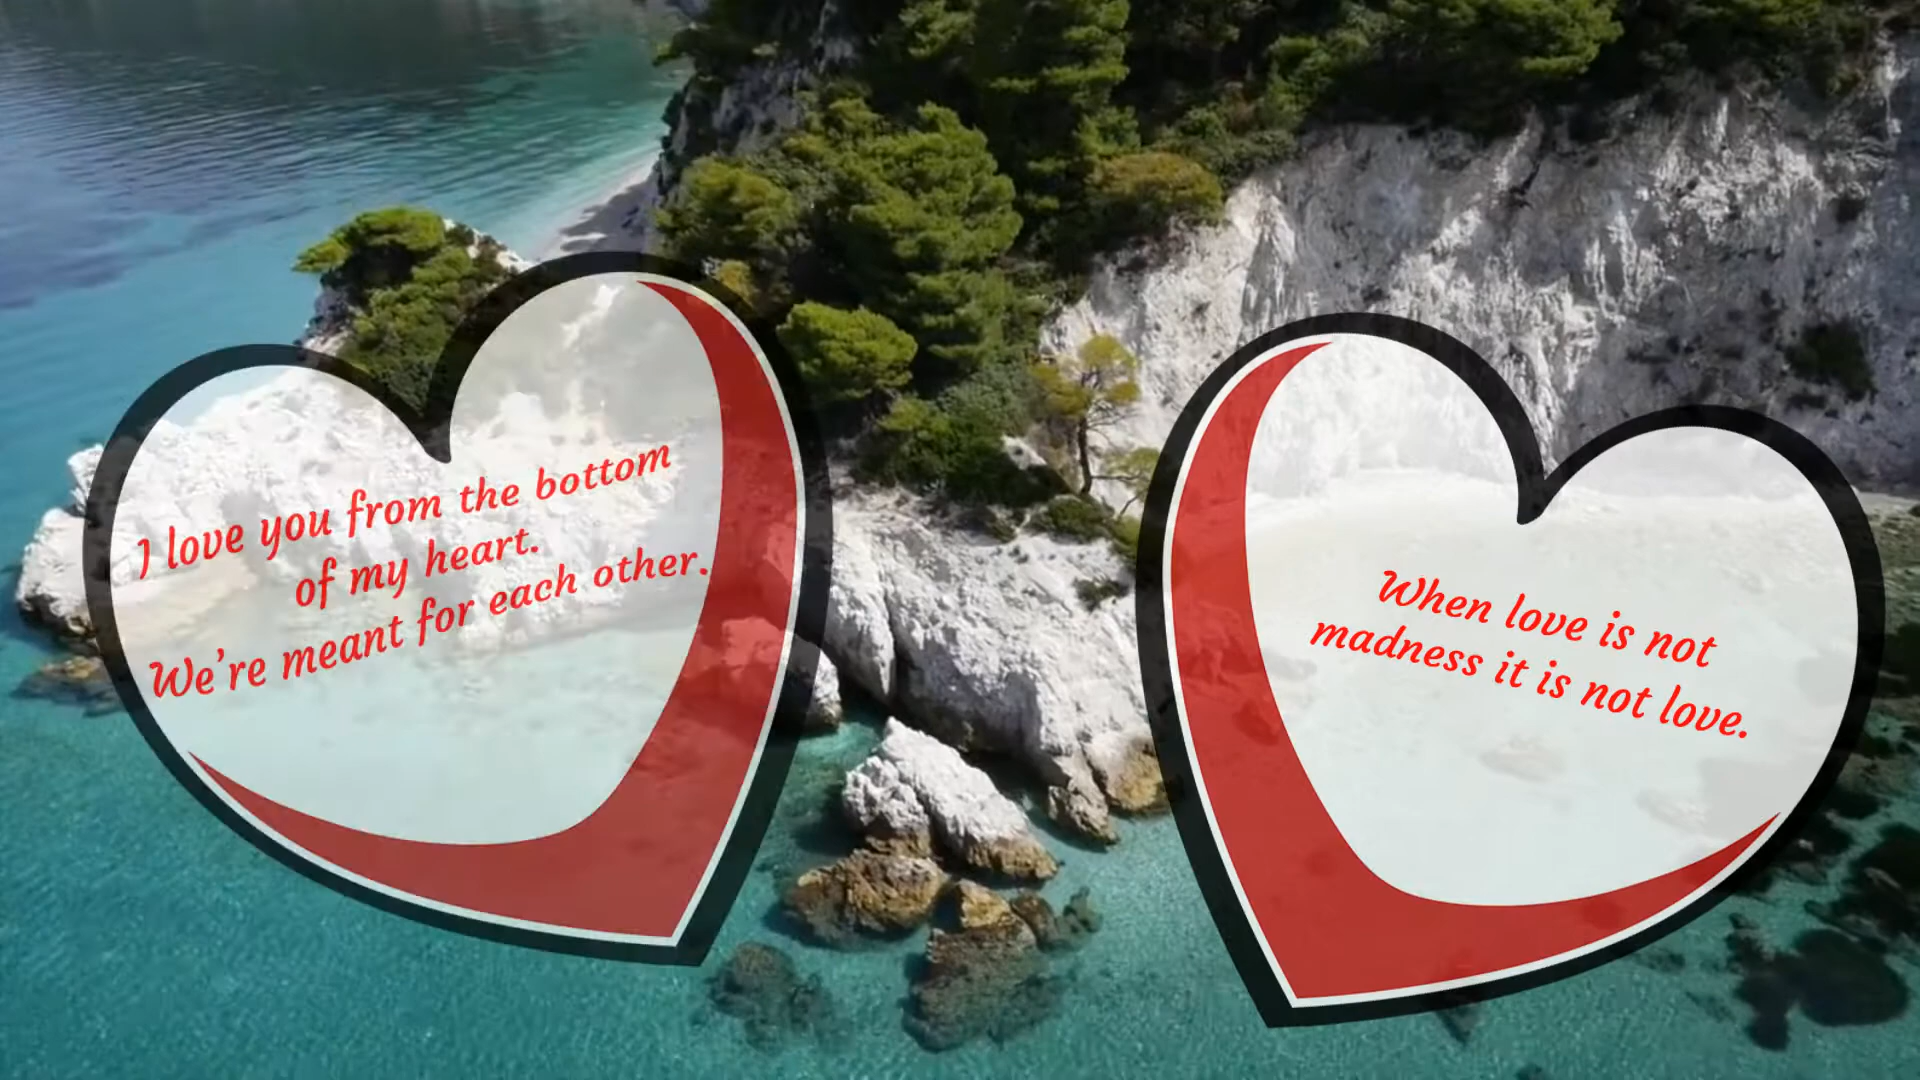 I love you from the bottom
of my heart.
We're meant for each other.
When love is not
madness it is not love.